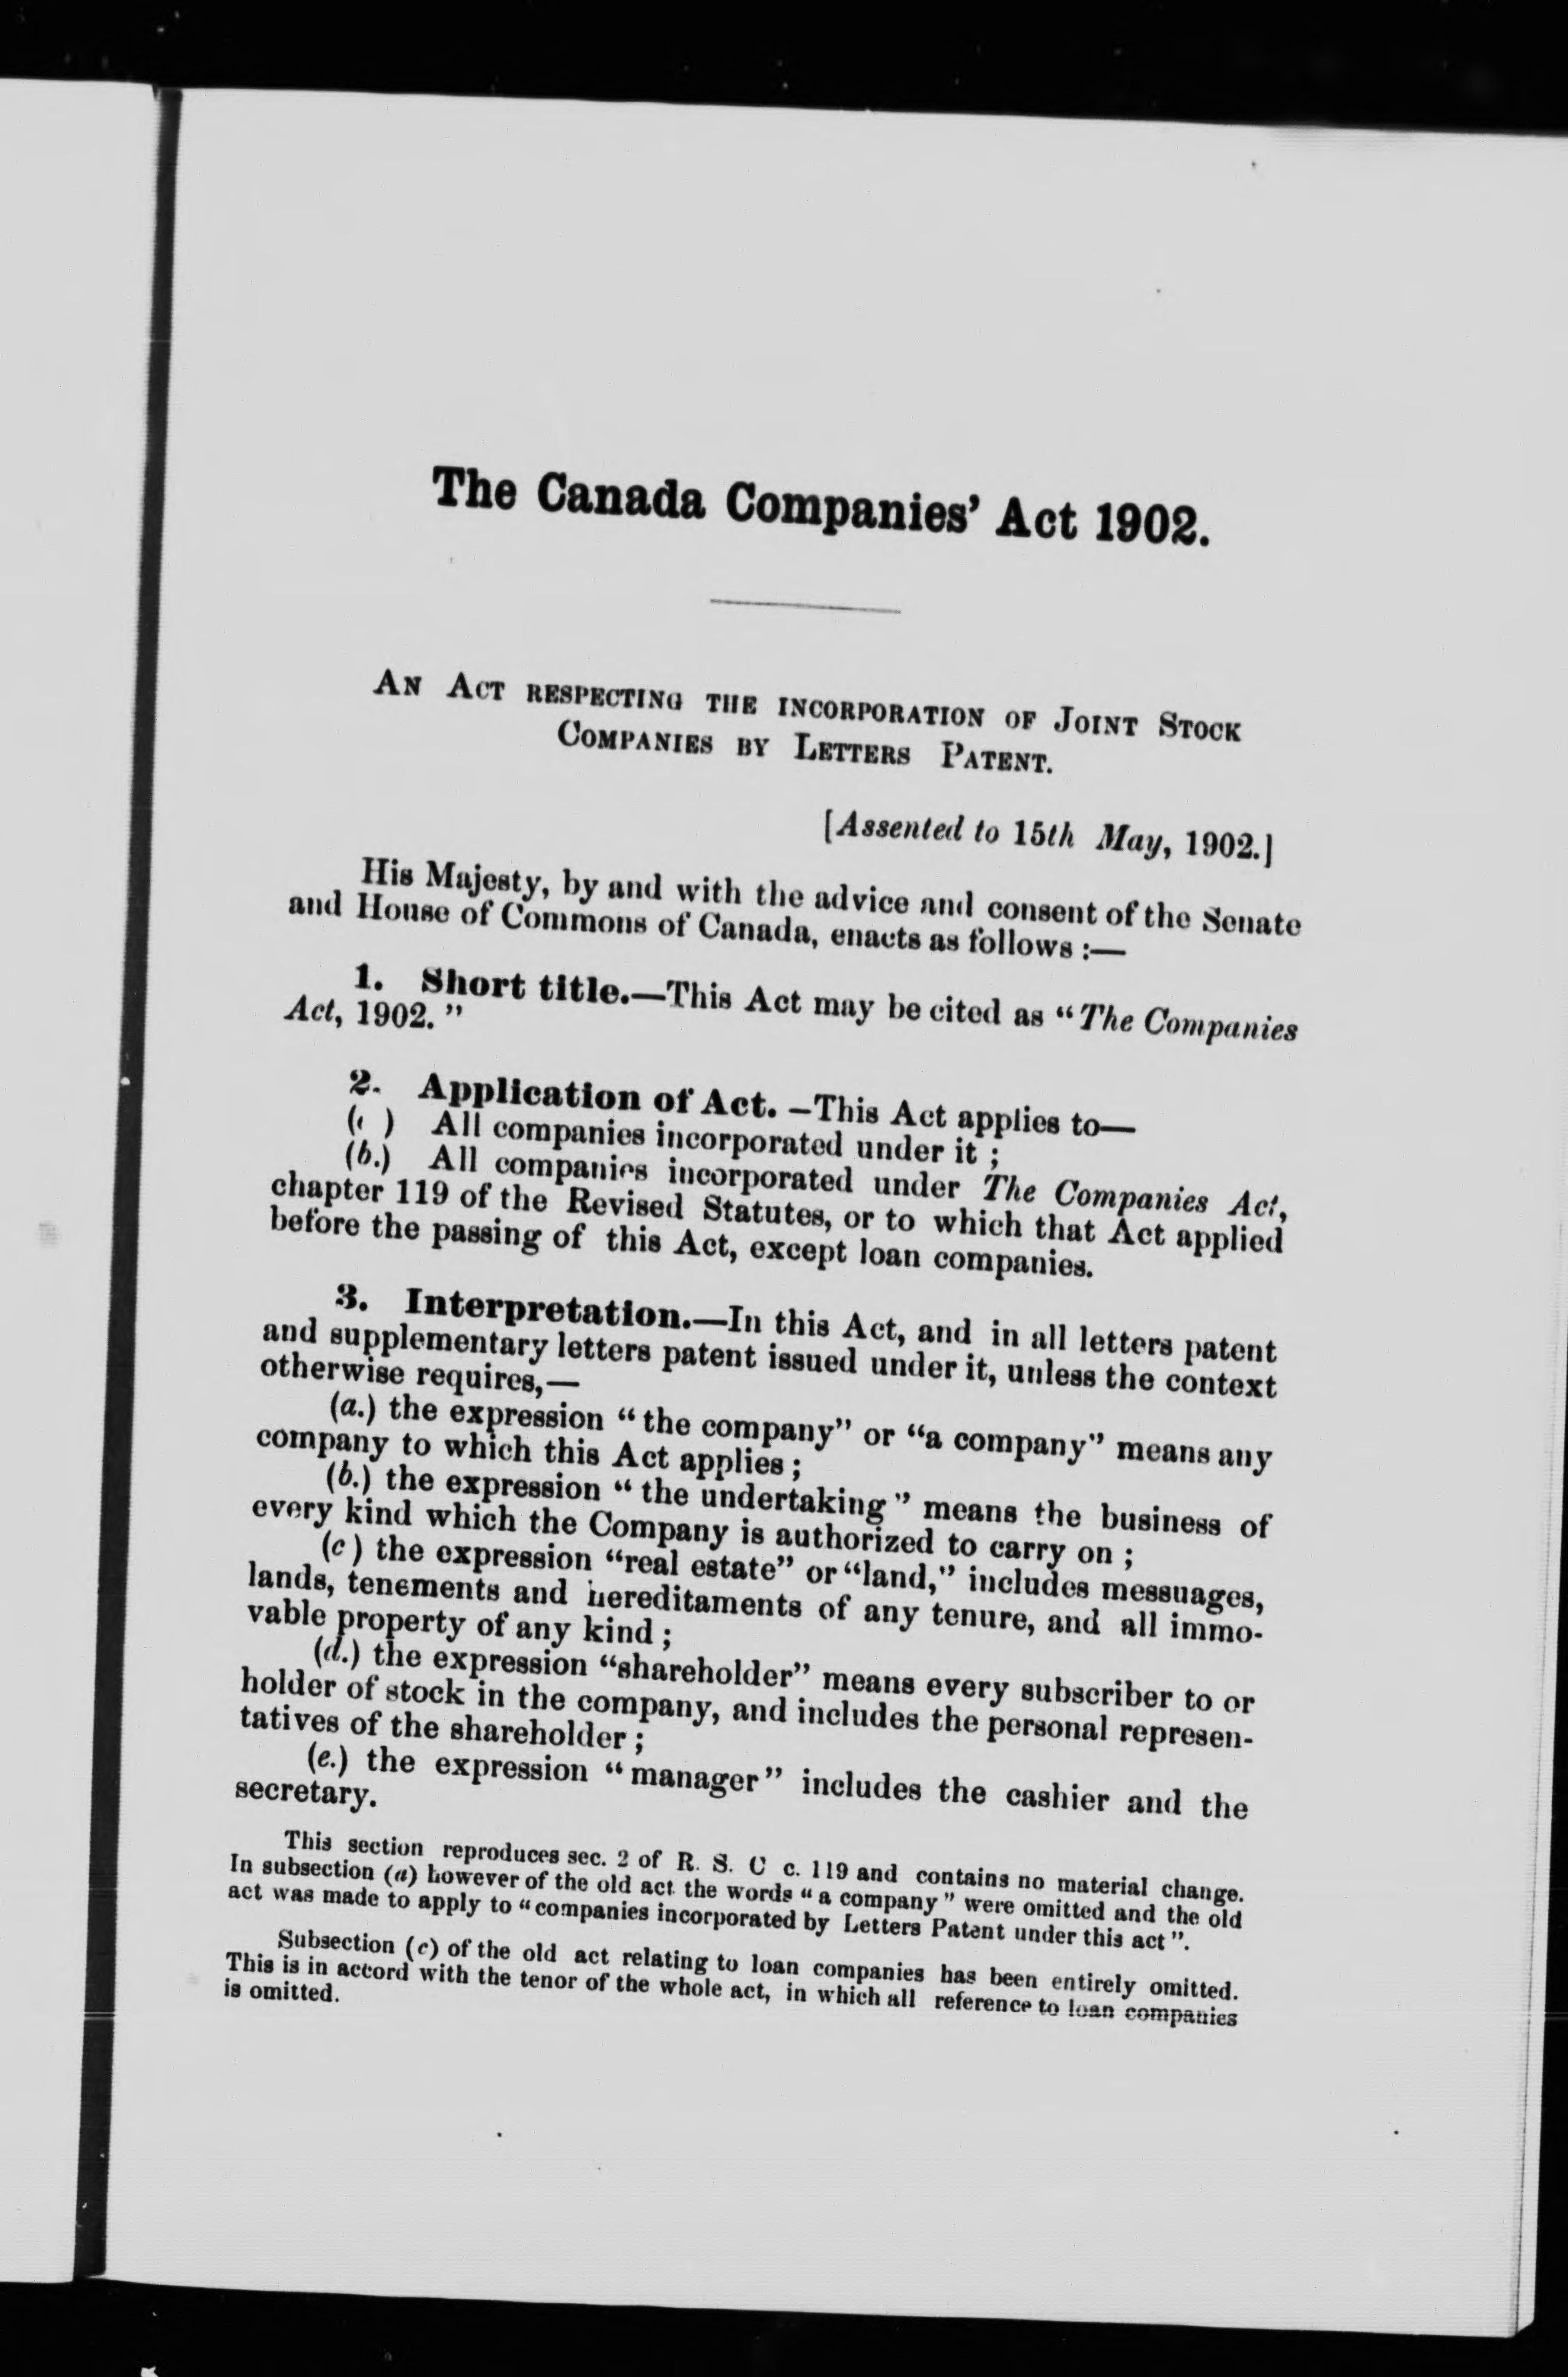 The Canada Companies' Act 1902.
AN ACT RESPECTING THE INCORPORATION OF JOINT STOCK
COMPANIES BY LETTERS PATENT.
[Assented to 15th May, 1902.]
His Majesty, by and with the advice and consent of the Senate
and House of Commons of Canada, enacts as follows :—
1. Short title.—This Act may be cited as "The Companies
Act, 1902."
2. Application of Act. –This Act applies to—
( ) All companies incorporated under it ;
(b.) All companies incorporated under The Companies Act,
chapter 119 of the Revised Statutes, or to which that Act applied
before the passing of this Act, except loan companies.
3. Interpretation.—In this Act, and in all letters patent
and supplementary letters patent issued under it, unless the context
otherwise requires,—
(a.) the expression "the company" or "a company" means any
company to which this Act applies ;
(b.) the expression "the undertaking" means the business of
every kind which the Company is authorized to carry on ;
(c ) the expression "real estate" or "land," includes messuages,
lands, tenements and hereditaments of any tenure, and all immo-
vable property of any kind ;
(d.) the expression "shareholder" means every subscriber to or
holder of stock in the company, and includes the personal represen-
tatives of the shareholder ;
(e.) the expression "manager" includes the cashier and the
secretary.
This section reproduces sec. 2 of R. S. C c. 119 and contains no material change.
In subsection (a) however of the old act the words "a company" were omitted and the old
act was made to apply to "companies incorporated by Letters Patent under this act".
Subsection (c) of the old act relating to loan companies has been entirely omitted.
This is in accord with the tenor of the whole act, in which all reference to loan companies
is omitted.